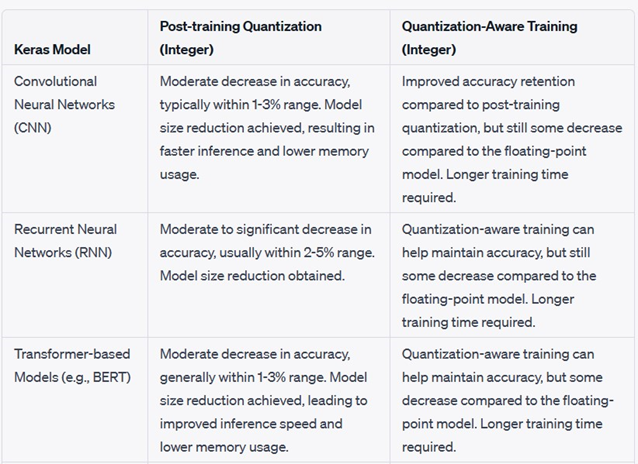 Keras Model
Post-training Quantization
(Integer)
Quantization-Aware Training
(Integer)
Convolutional
Neural Networks
(CNN)
Moderate decrease in accuracy,
typically within 1-3% range. Model
size reduction achieved, resulting in
faster inference and lower memory
usage.
Improved accuracy retention
compared to post-training
quantization, but still some decrease
compared to the floating-point
model. Longer training time
required.
Recurrent Neural
Networks (RNN)
Moderate to significant decrease in
accuracy, usually within 2-5% range.
Model size reduction obtained.
Quantization-aware training can
help maintain accuracy, but still
some decrease compared to the
floating-point model. Longer
training time required.
Transformer-based
Models (e.g., BERT)
Moderate decrease in accuracy,
generally within 1-3% range. Model
size reduction achieved, leading to
improved inference speed and
lower memory usage.
Quantization-aware training can
help maintain accuracy, but some
decrease compared to the floating-
point model. Longer training time
required.